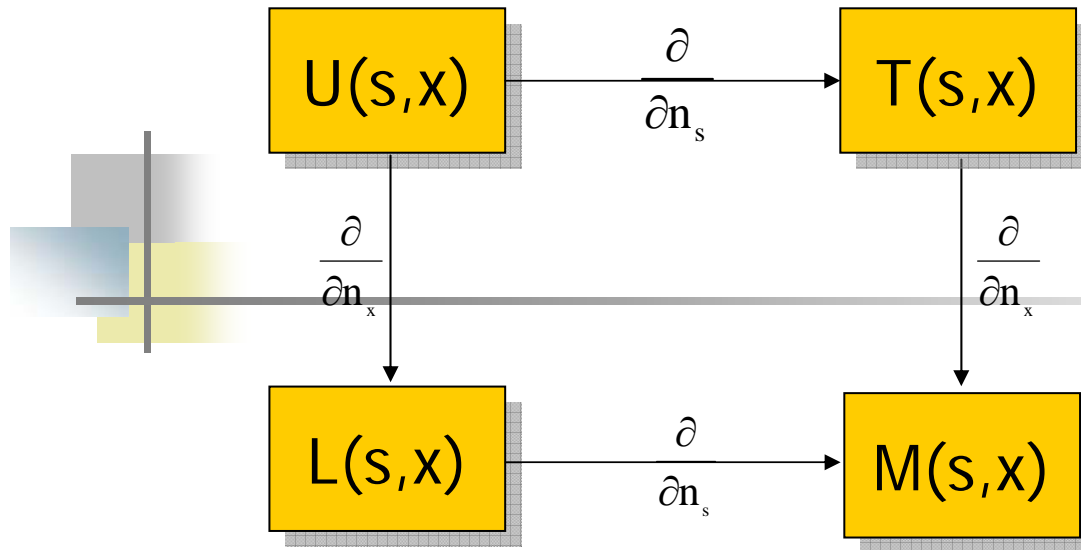 U(s,x)
∂
∂n_s
T(s,x)
∂
∂n_x
∂
∂n_x
L(s,x)
∂
∂n_s
M(s,x)